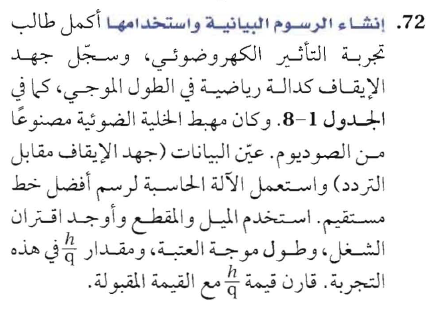 72. إنشاء الرسوم البيانية واستخدامها أكمل طالب
تجربة التأثير الكهروضوئي، وسجّل جهد
الإيقاف كدالة رياضية في الطول الموجي، كما في
الجدول 1-8. وكان مهبط الخلية الضوئية مصنوعًا
من الصوديوم. عيّن البيانات (جهد الإيقاف مقابل
التردد) واستعمل الآلة الحاسبة لرسم أفضل خط
مستقيم. استخدم الميل والمقطع وأوجد اقتران
الشغل، وطول موجة العتبة، ومقدار h/q في هذه
التجربة. قارن قيمة h/q مع القيمة المقبولة.